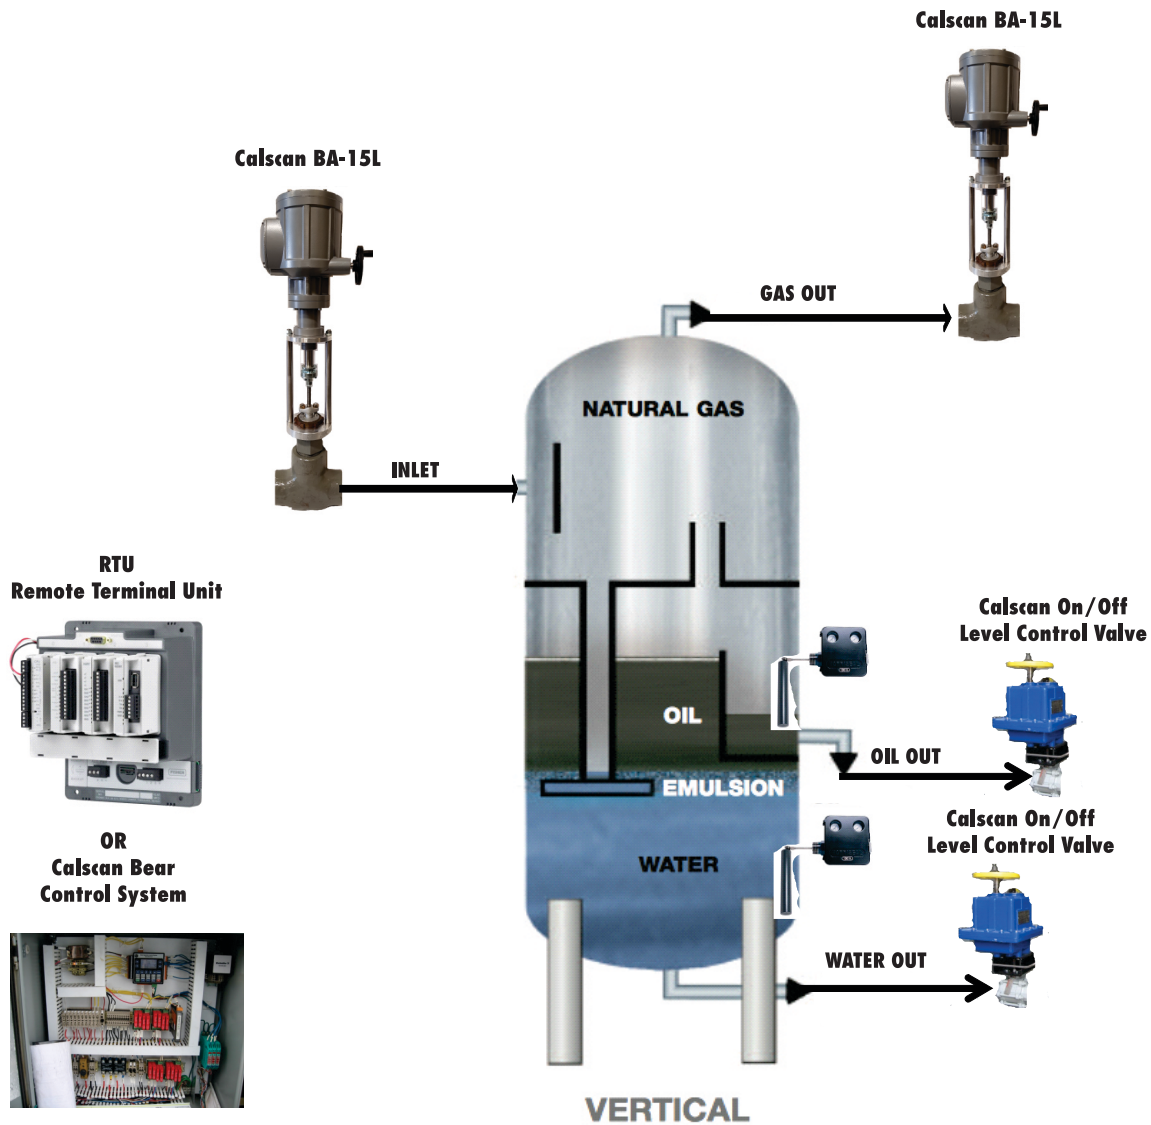 Calscan BA-15L
Calscan BA-15L
GAS OUT
NATURAL GAS
INLET
RTU
Remote Terminal Unit
Calscan On/Off
Level Control Valve
OIL
OIL OUT
EMULSION
Calscan On/Off
Level Control Valve
OR
Calscan Bear
Control System
WATER
WATER OUT
VERTICAL